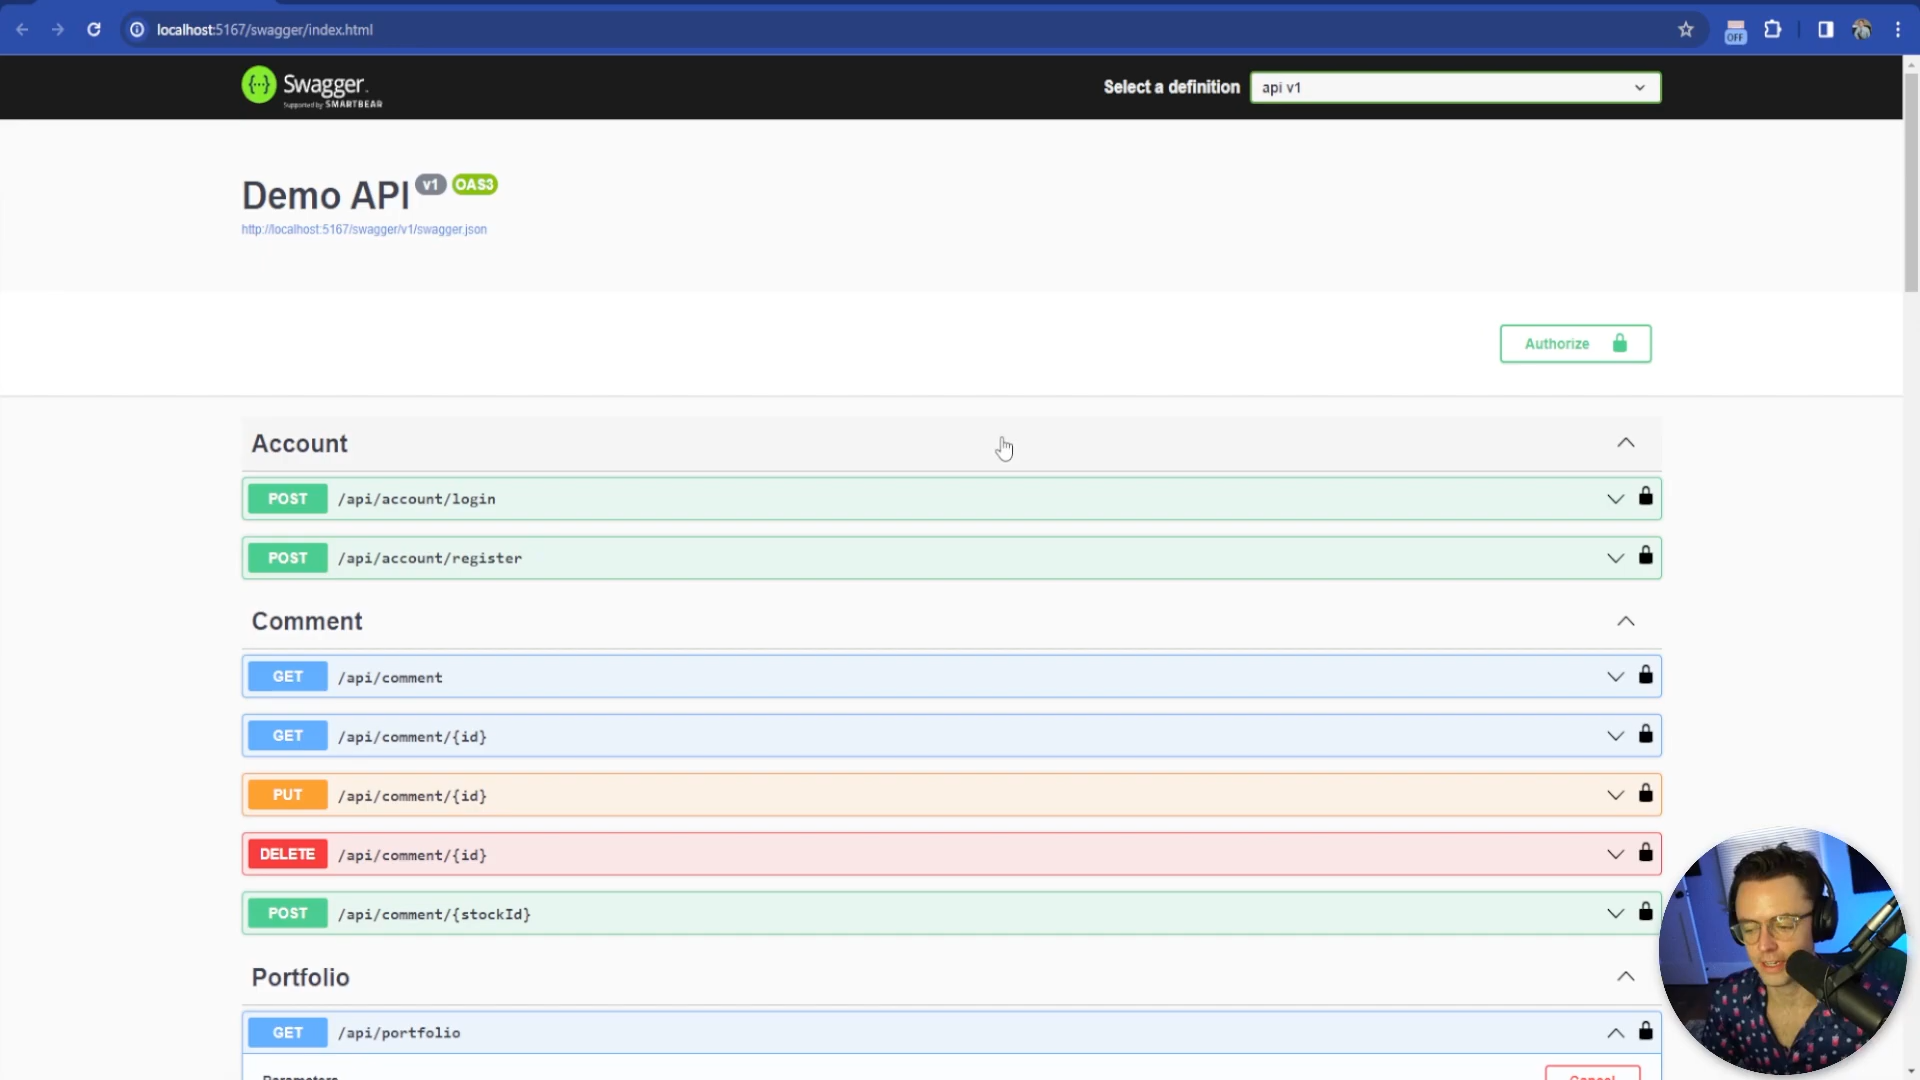 localhost:5167/swagger/index.html
OFF
Swagger.
Supported by SMARTBEAR
Select a definition
api v1
Demo API v1 OAS3
http://localhost:5167/swagger/v1/swagger.json
Authorize
Account
POST /api/account/login
POST /api/account/register
Comment
GET /api/comment
GET /api/comment/{id}
PUT /api/comment/{id}
DELETE /api/comment/{id}
POST /api/comment/{stockId}
Portfolio
GET /api/portfolio
Parameters
Cancel